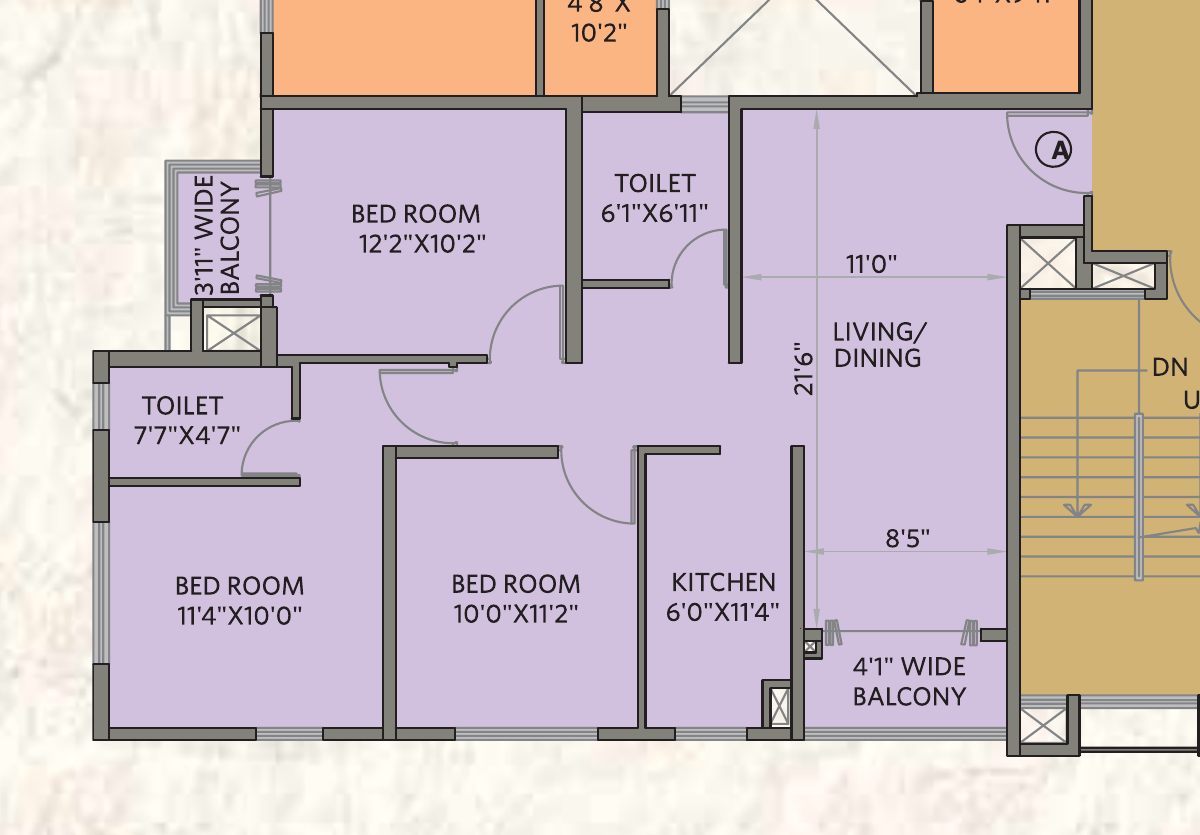 4'8"X
10'2"
A
TOILET
6'1"X6'11"
3'11" WIDE
BALCONY
BED ROOM
12'2"X10'2"
11'0"
LIVING/
DINING
21'6"
DN
U
TOILET
7'7"X4'7"
8'5"
BED ROOM
11'4"X10'0"
BED ROOM
10'0"X11'2"
KITCHEN
6'0"X11'4"
4'1" WIDE
BALCONY